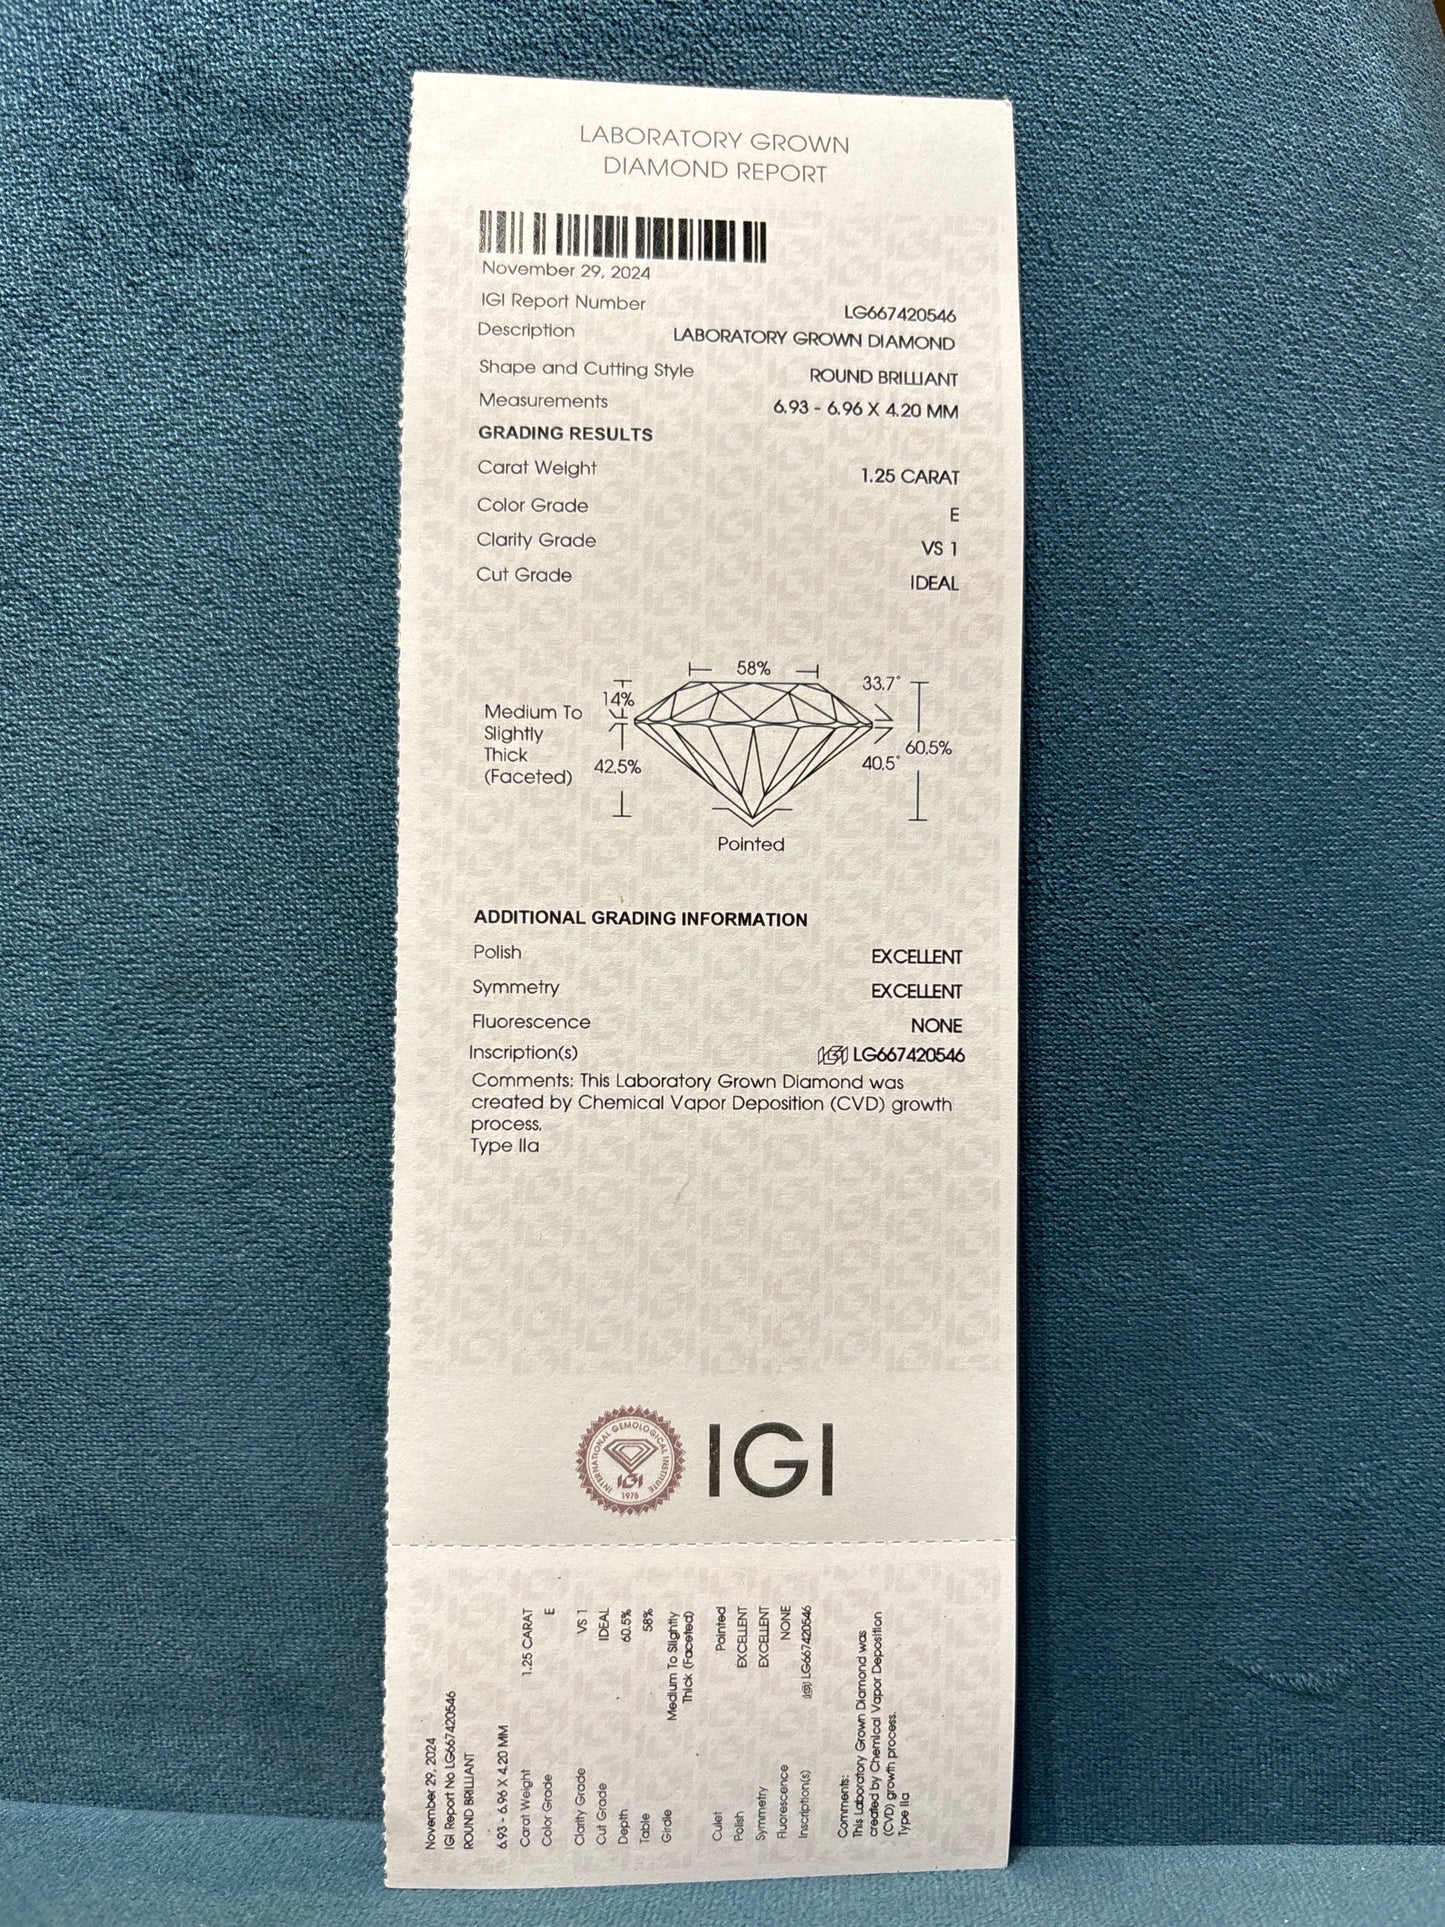 LABORATORY GROWN
DIAMOND REPORT
November 29, 2024
IGI Report Number LG667420546
Description LABORATORY GROWN DIAMOND
Shape and Cutting Style ROUND BRILLIANT
Measurements 6.93 - 6.96 X 4.20 MM
GRADING RESULTS
Carat Weight 1.25 CARAT
Color Grade E
Clarity Grade VS 1
Cut Grade IDEAL
58%
14%
33.7°
Medium To
Slightly
Thick
(Faceted)
42.5%
40.5°
60.5%
Pointed
ADDITIONAL GRADING INFORMATION
Polish EXCELLENT
Symmetry EXCELLENT
Fluorescence NONE
Inscription(s) IGI LG667420546
Comments: This Laboratory Grown Diamond was
created by Chemical Vapor Deposition (CVD) growth
process.
Type IIa
INTERNATIONAL GEMOLOGICAL INSTITUTE
IGI
1975
IGI
November 29, 2024
IGI Report No LG667420546
ROUND BRILLIANT
6.93 - 6.96 X 4.20 MM
Carat Weight 1.25 CARAT
Color Grade E
Clarity Grade VS 1
Cut Grade IDEAL
Depth 60.5%
Table 58%
Girdle Medium To Slightly
Thick (Faceted)
Culet Pointed
Polish EXCELLENT
Symmetry EXCELLENT
Fluorescence NONE
Inscription(s) IGI LG667420546
Comments:
This Laboratory Grown Diamond was
created by Chemical Vapor Deposition
(CVD) growth process.
Type IIa